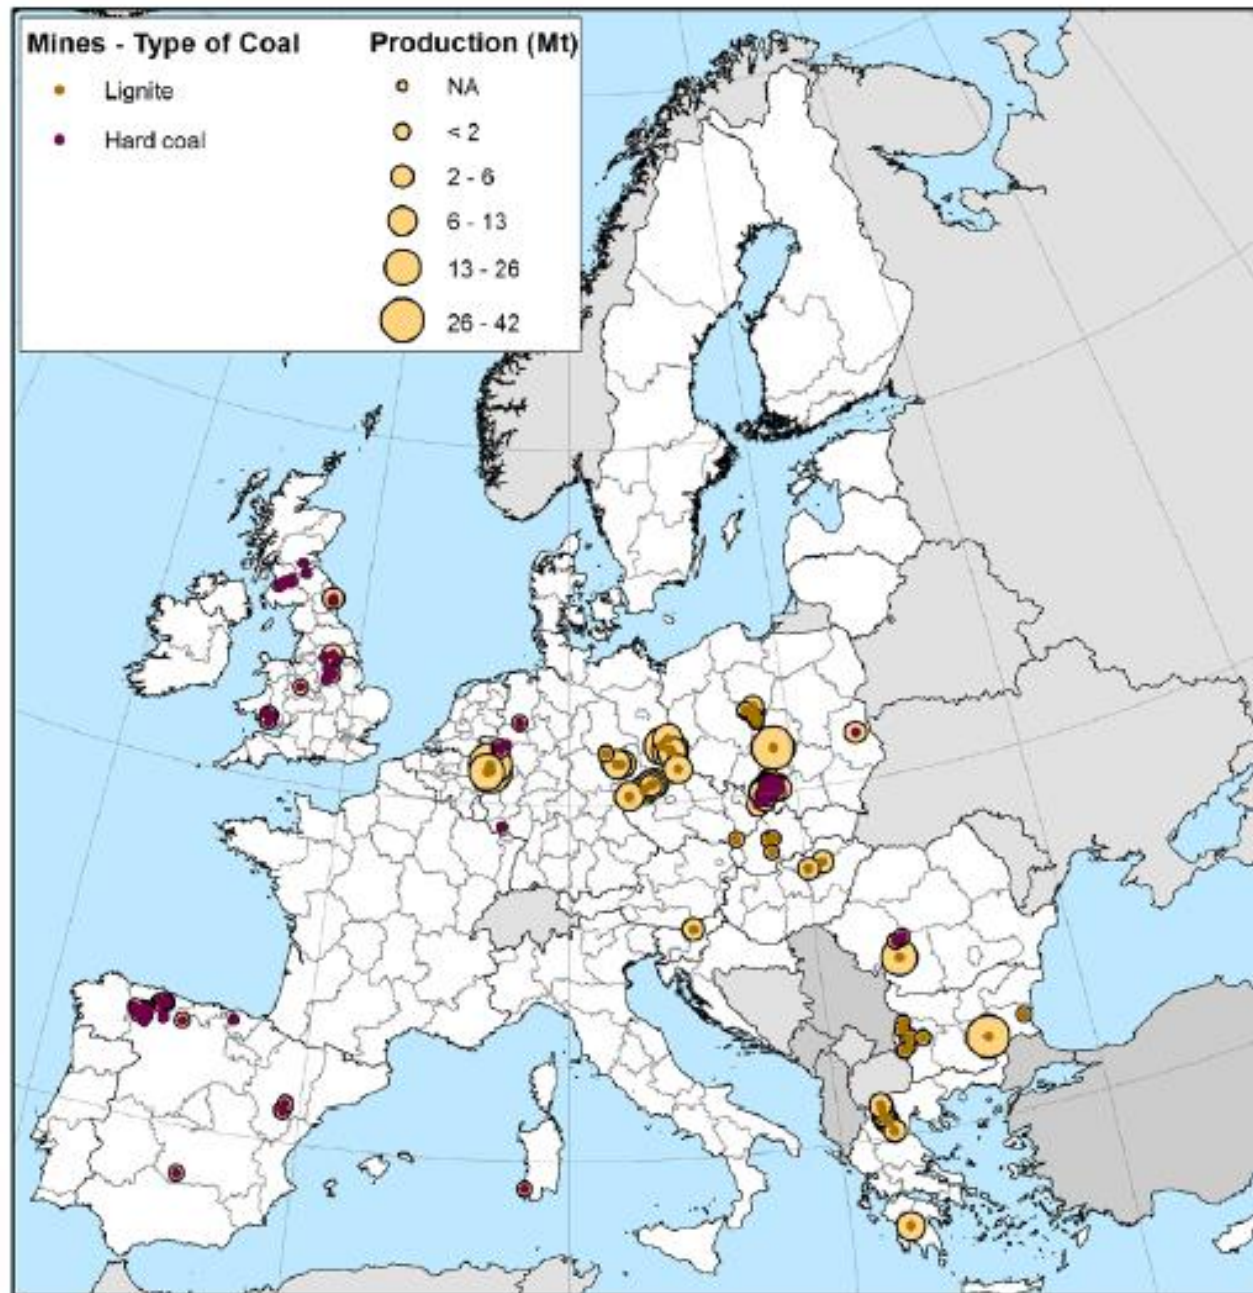 Mines - Type of Coal
Lignite
Hard coal
Production (Mt)
NA
< 2
2 - 6
6 - 13
13 - 26
26 - 42